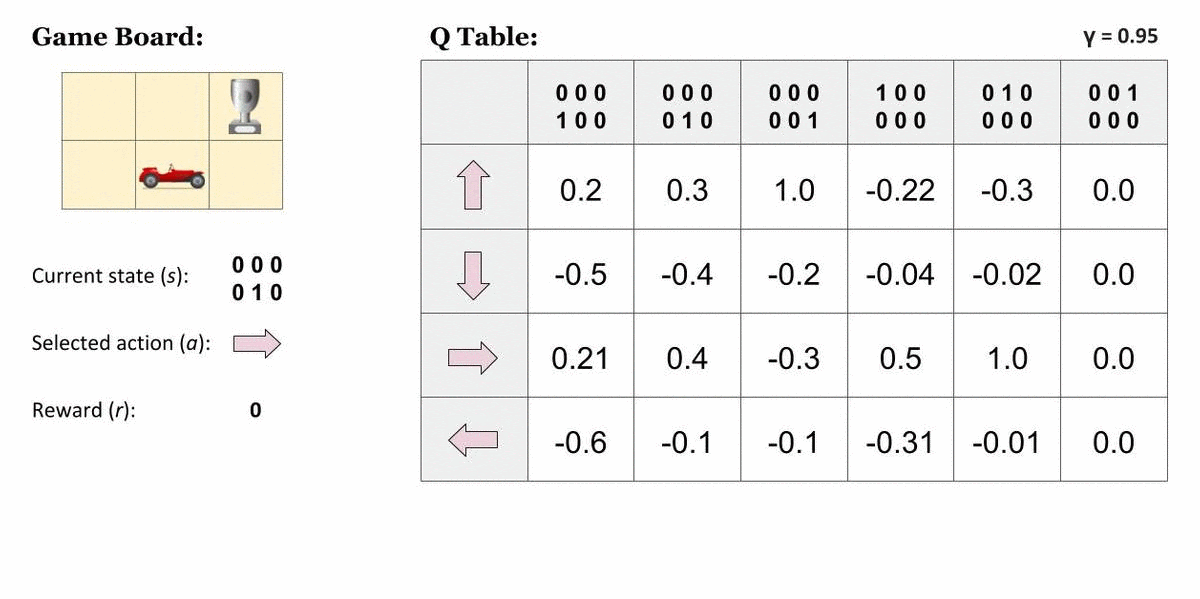 Game Board:
Q Table:
γ = 0.95
0 0 0 0 0 0 0 0 0 1 0 0 0 1 0 0 0 1
1 0 0 0 1 0 0 0 1 0 0 0 0 0 0 0 0 0
0.2 0.3 1.0 -0.22 -0.3 0.0
-0.5 -0.4 -0.2 -0.04 -0.02 0.0
0.21 0.4 -0.3 0.5 1.0 0.0
-0.6 -0.1 -0.1 -0.31 -0.01 0.0
Current state (s): 0 0 0
0 1 0
Selected action (a):
Reward (r): 0